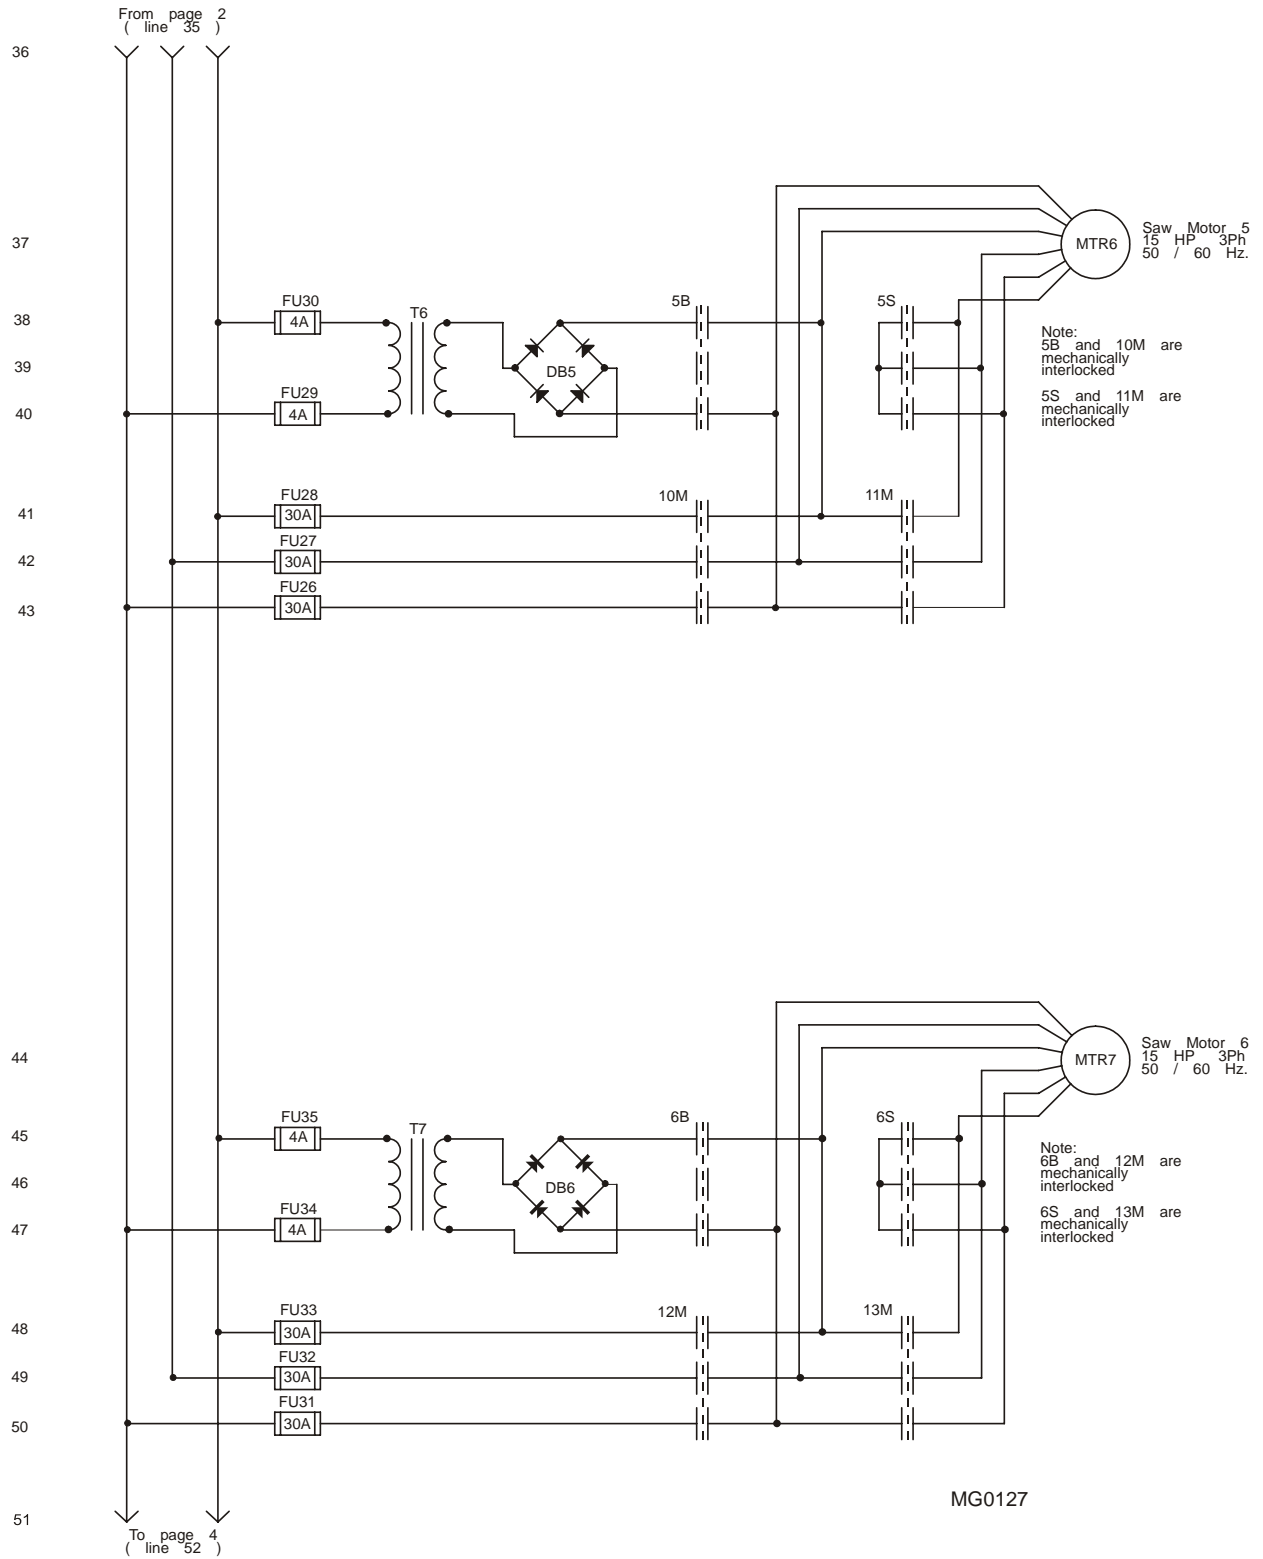 From page 2
( line 35 )
36
37
MTR6
Saw Motor 5
15 HP 3Ph
50 / 60 Hz.
38
FU30
4A
T6
5B
5S
Note:
5B and 10M are
mechanically
interlocked
39
DB5
5S and 11M are
mechanically
interlocked
40
FU29
4A
41
FU28
30A
10M
11M
42
FU27
30A
43
FU26
30A
44
MTR7
Saw Motor 6
15 HP 3Ph
50 / 60 Hz.
45
FU35
4A
T7
6B
6S
Note:
6B and 12M are
mechanically
interlocked
46
DB6
6S and 13M are
mechanically
interlocked
47
FU34
4A
48
FU33
30A
12M
13M
49
FU32
30A
50
FU31
30A
MG0127
51
To page 4
( line 52 )